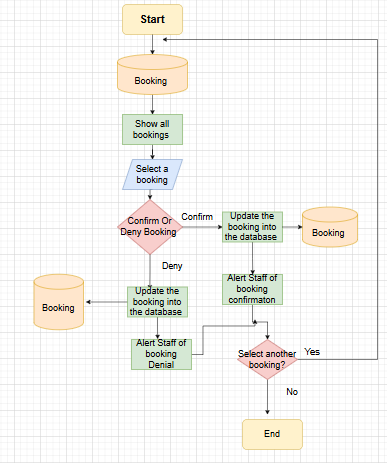 Start
Booking
Show all
bookings
Select a
booking
Confirm Or
Deny Booking
Confirm
Update the
booking into
the database
Booking
Deny
Alert Staff of
booking
confirmaton
Booking
Update the
booking into
the database
Alert Staff of
booking
Denial
Select another
booking?
Yes
No
End